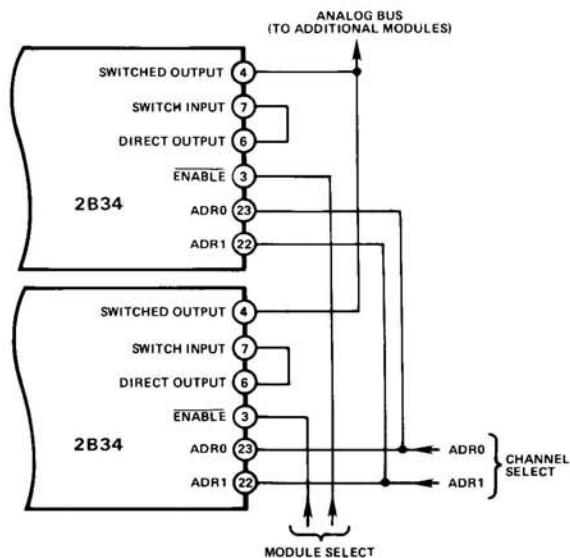 ANALOG BUS
(TO ADDITIONAL MODULES)
SWITCHED OUTPUT 4
SWITCH INPUT 7
DIRECT OUTPUT 6
ENABLE 3
2B34
ADR0 23
ADR1 22
SWITCHED OUTPUT 4
SWITCH INPUT 7
DIRECT OUTPUT 6
ENABLE 3
2B34
ADR0 23
ADR0
ADR1 22
ADR1
CHANNEL
SELECT
MODULE SELECT